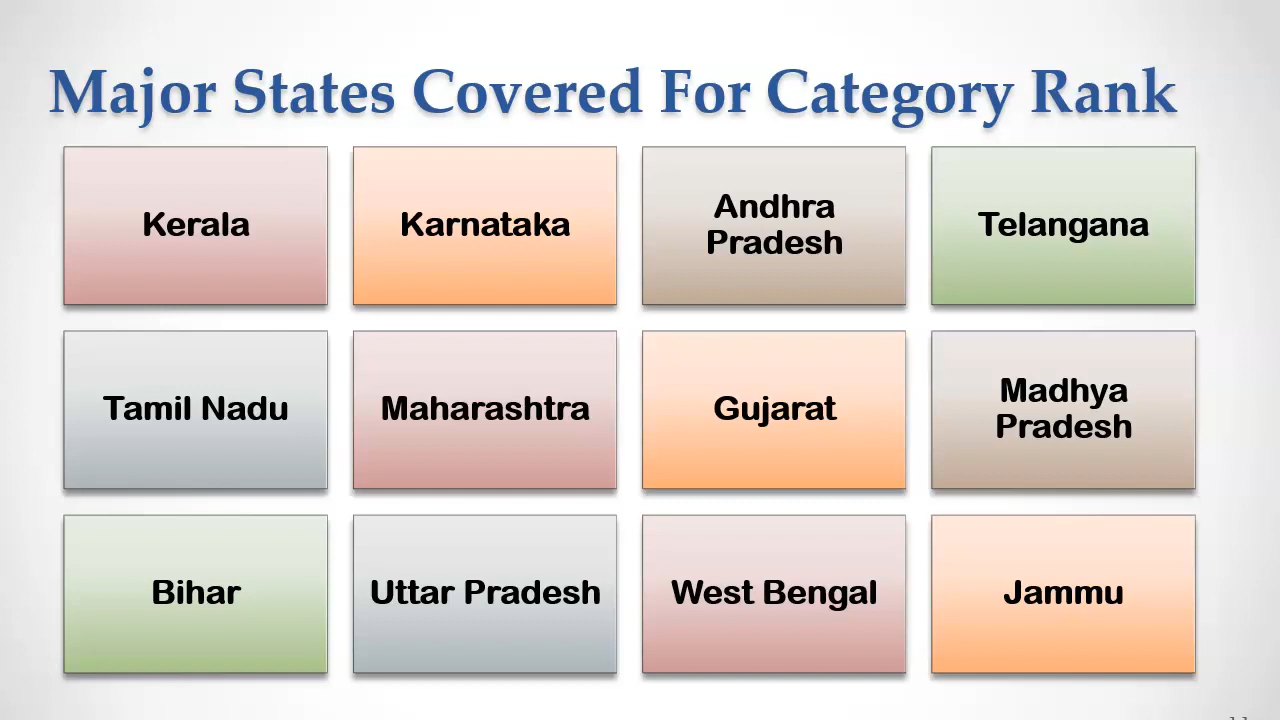 Major States Covered For Category Rank
Kerala
Karnataka
Andhra
Pradesh
Telangana
Tamil Nadu
Maharashtra
Gujarat
Madhya
Pradesh
Bihar
Uttar Pradesh
West Bengal
Jammu